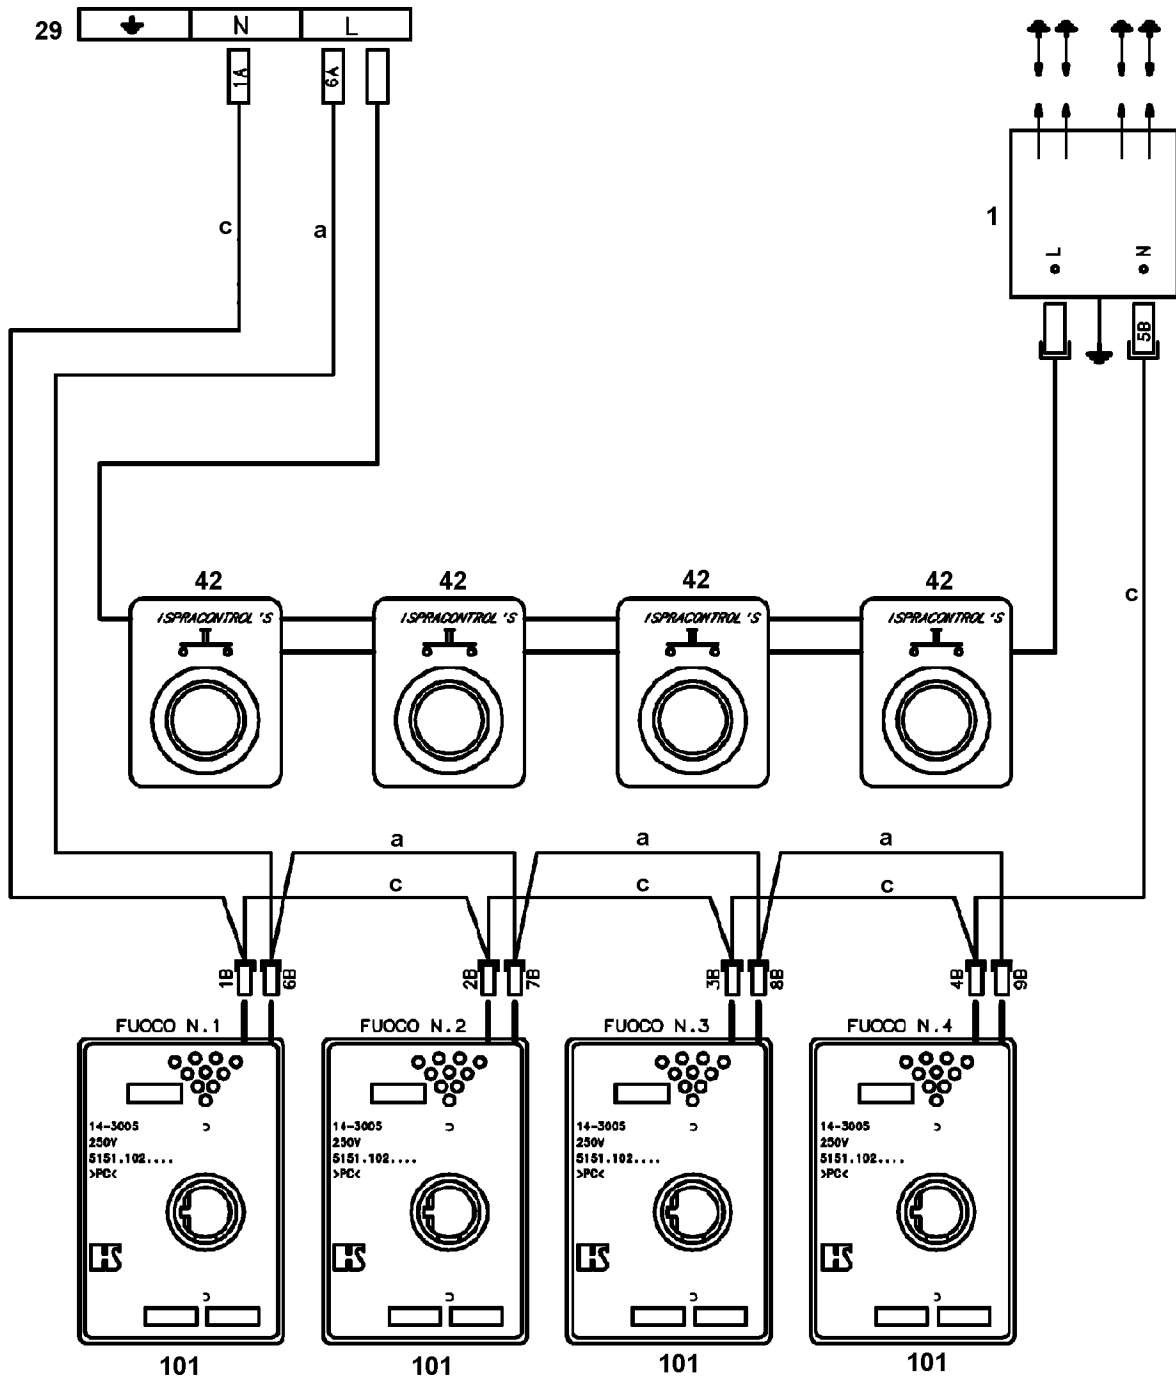 29
N
L
1A
6A
c
a
1
L
N
5B
c
42
42
42
42
ISPRACONTROL'S
ISPRACONTROL'S
ISPRACONTROL'S
ISPRACONTROL'S
a
a
a
c
c
c
1B
6B
2B
7B
3B
8B
4B
9B
FUOCO N.1
FUOCO N.2
FUOCO N.3
FUOCO N.4
14-3005
250V
5151.102....
>PC<
HS
14-3005
250V
5151.102....
>PC<
HS
14-3005
250V
5151.102....
>PC<
HS
14-3005
250V
5151.102....
>PC<
HS
101
101
101
101